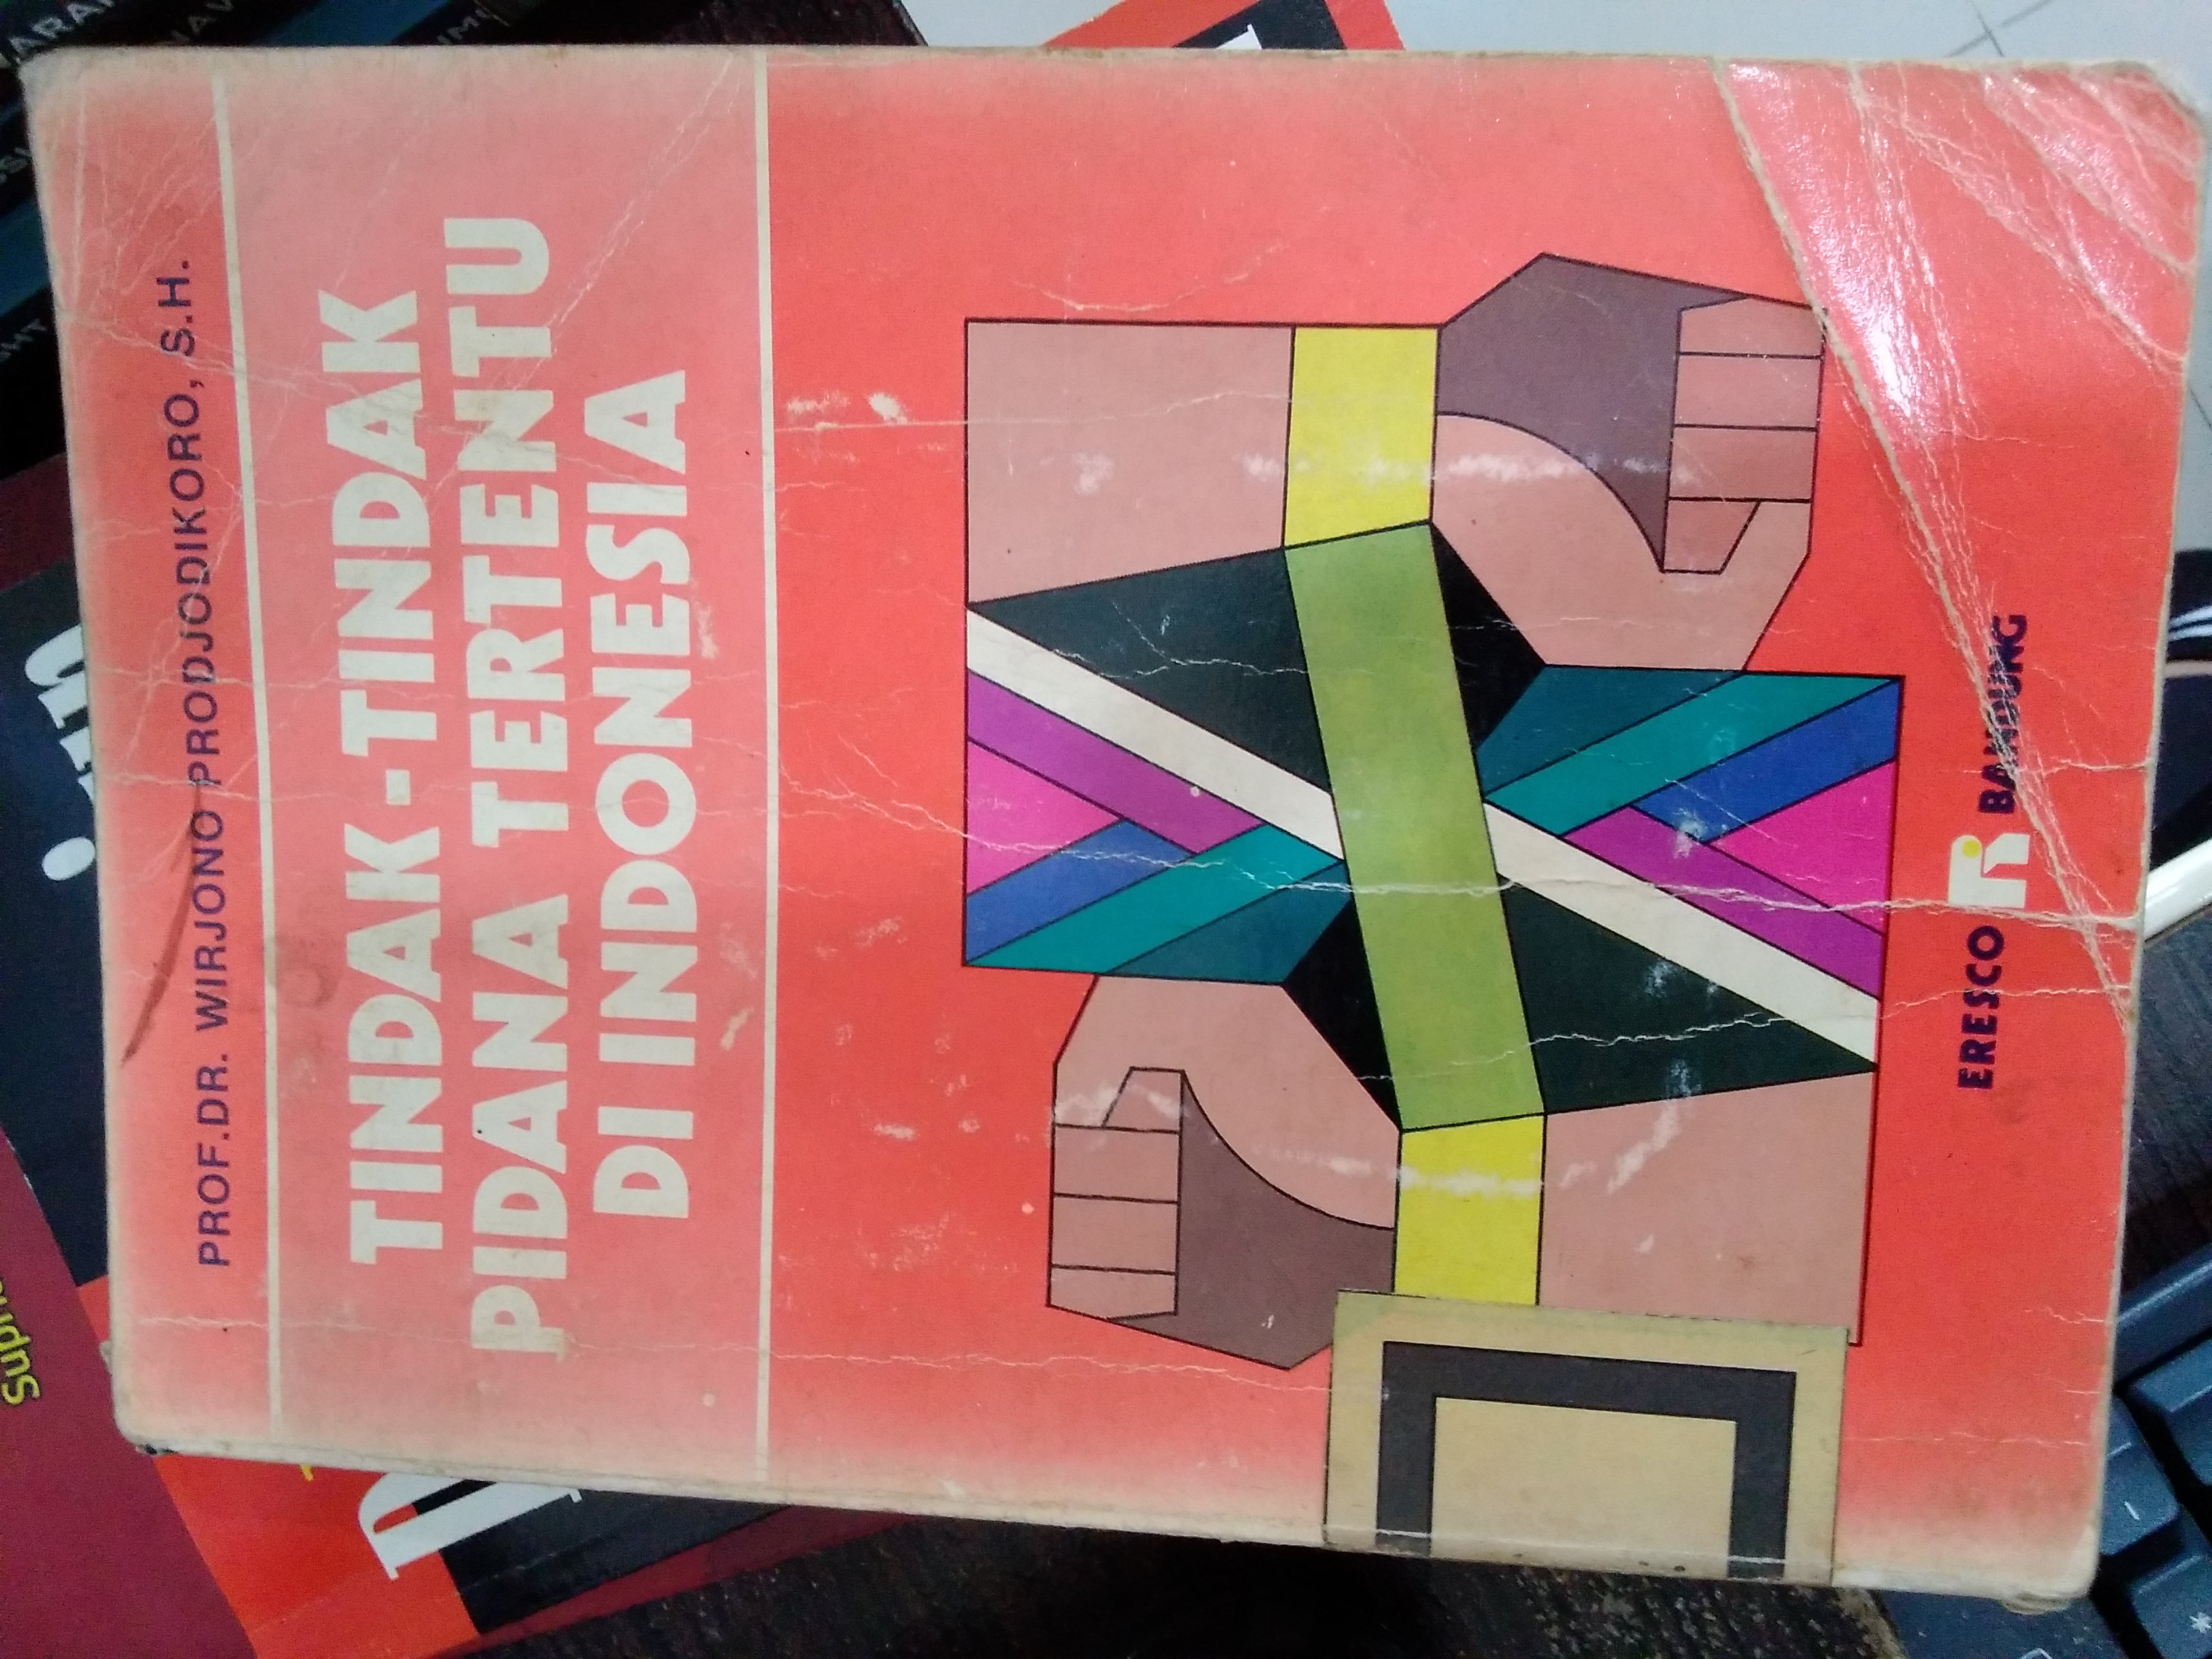 PROF.DR. WIRJONO PRODJODIKORO, S.H.
TINDAK-TINDAK
PIDANA TERTENTU
DI INDONESIA
ERESCO BANDUNG